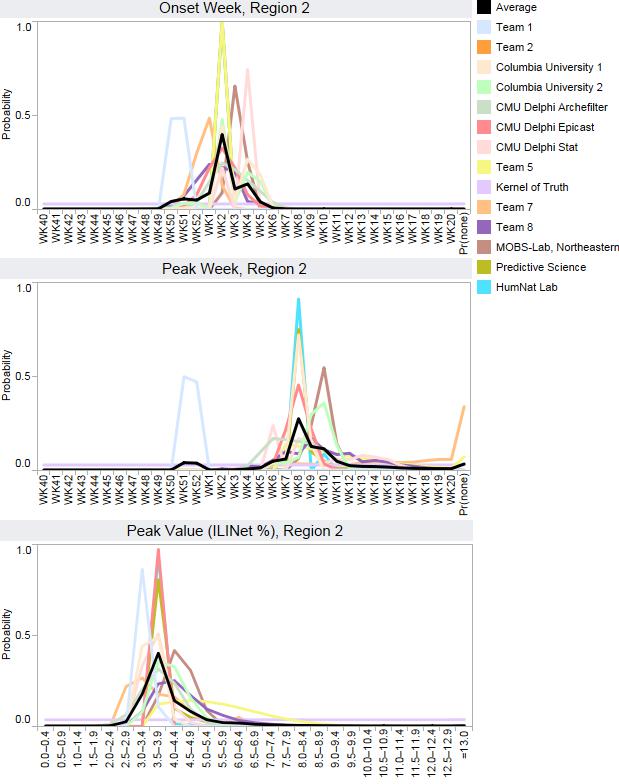 Onset Week, Region 2
1.0
0.5
0.0
Probability
WK40
WK41
WK42
WK43
WK44
WK45
WK46
WK47
WK48
WK49
WK50
WK51
WK52
WK1
WK2
WK3
WK4
WK5
WK6
WK7
WK8
WK9
WK10
WK11
WK12
WK13
WK14
WK15
WK16
WK17
WK18
WK19
WK20
Pr(none)
Average
Team 1
Team 2
Columbia University 1
Columbia University 2
CMU Delphi Archefilter
CMU Delphi Epicast
CMU Delphi Stat
Team 5
Kernel of Truth
Team 7
Team 8
MOBS-Lab, Northeastern
Predictive Science
HumNat Lab
Peak Week, Region 2
1.0
0.5
0.0
Probability
WK40
WK41
WK42
WK43
WK44
WK45
WK46
WK47
WK48
WK49
WK50
WK51
WK52
WK1
WK2
WK3
WK4
WK5
WK6
WK7
WK8
WK9
WK10
WK11
WK12
WK13
WK14
WK15
WK16
WK17
WK18
WK19
WK20
Pr(none)
Peak Value (ILINet %), Region 2
1.0
0.5
0.0
Probability
0.0–0.4
0.5–0.9
1.0–1.4
1.5–1.9
2.0–2.4
2.5–2.9
3.0–3.4
3.5–3.9
4.0–4.4
4.5–4.9
5.0–5.4
5.5–5.9
6.0–6.4
6.5–6.9
7.0–7.4
7.5–7.9
8.0–8.4
8.5–8.9
9.0–9.4
9.5–9.9
10.0–10.4
10.5–10.9
11.0–11.4
11.5–11.9
12.0–12.4
12.5–12.9
=13.0